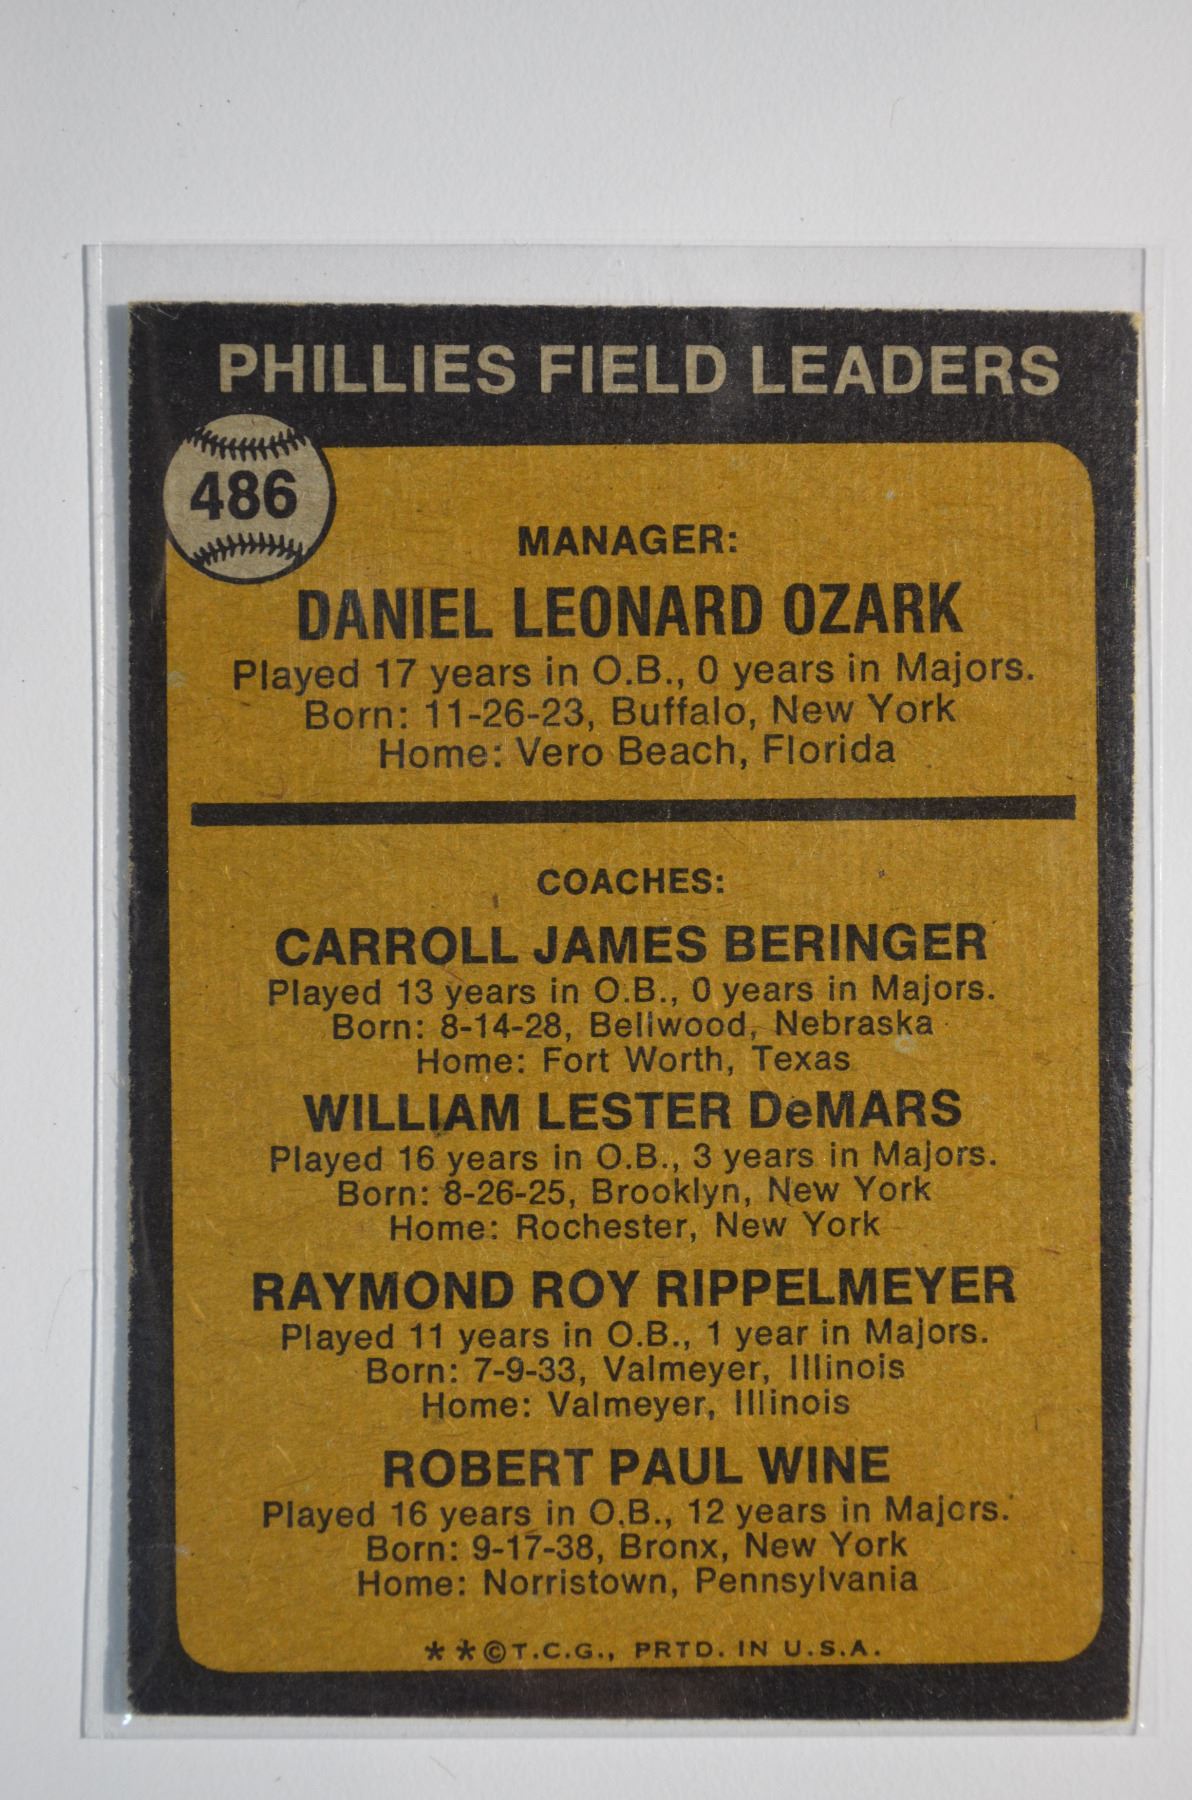 PHILLIES FIELD LEADERS
486
MANAGER:
DANIEL LEONARD OZARK
Played 17 years in O.B., 0 years in Majors.
Born: 11-26-23, Buffalo, New York
Home: Vero Beach, Florida
COACHES:
CARROLL JAMES BERINGER
Played 13 years in O.B., 0 years in Majors.
Born: 8-14-28, Bellwood, Nebraska
Home: Fort Worth, Texas
WILLIAM LESTER DeMARS
Played 16 years in O.B., 3 years in Majors.
Born: 8-26-25, Brooklyn, New York
Home: Rochester, New York
RAYMOND ROY RIPPELMEYER
Played 11 years in O.B., 1 year in Majors.
Born: 7-9-33, Valmeyer, Illinois
Home: Valmeyer, Illinois
ROBERT PAUL WINE
Played 16 years in O.B., 12 years in Majors.
Born: 9-17-38, Bronx, New York
Home: Norristown, Pennsylvania
* * © T.C.G., PRTD. IN U.S.A.